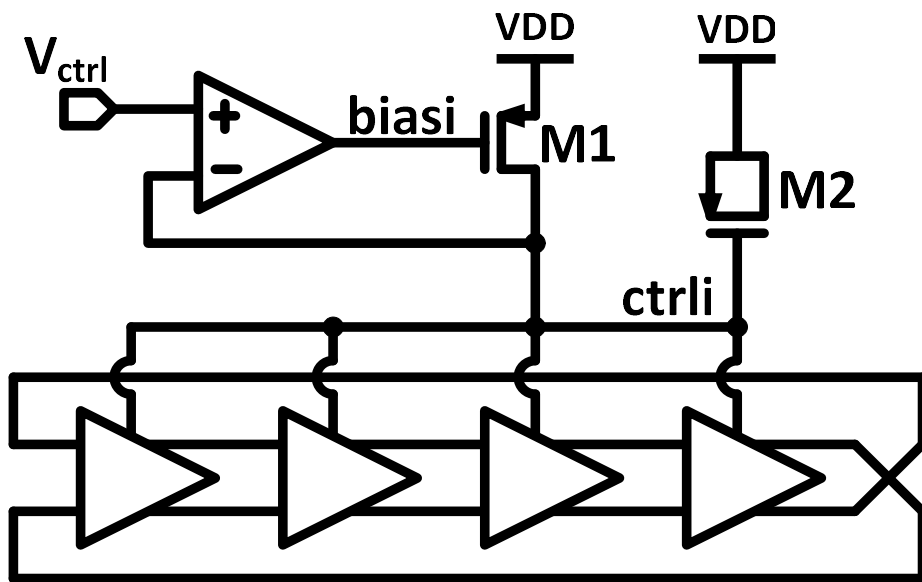 VDD
VDD
Vctrl
+
biasi
M1
−
M2
ctrli